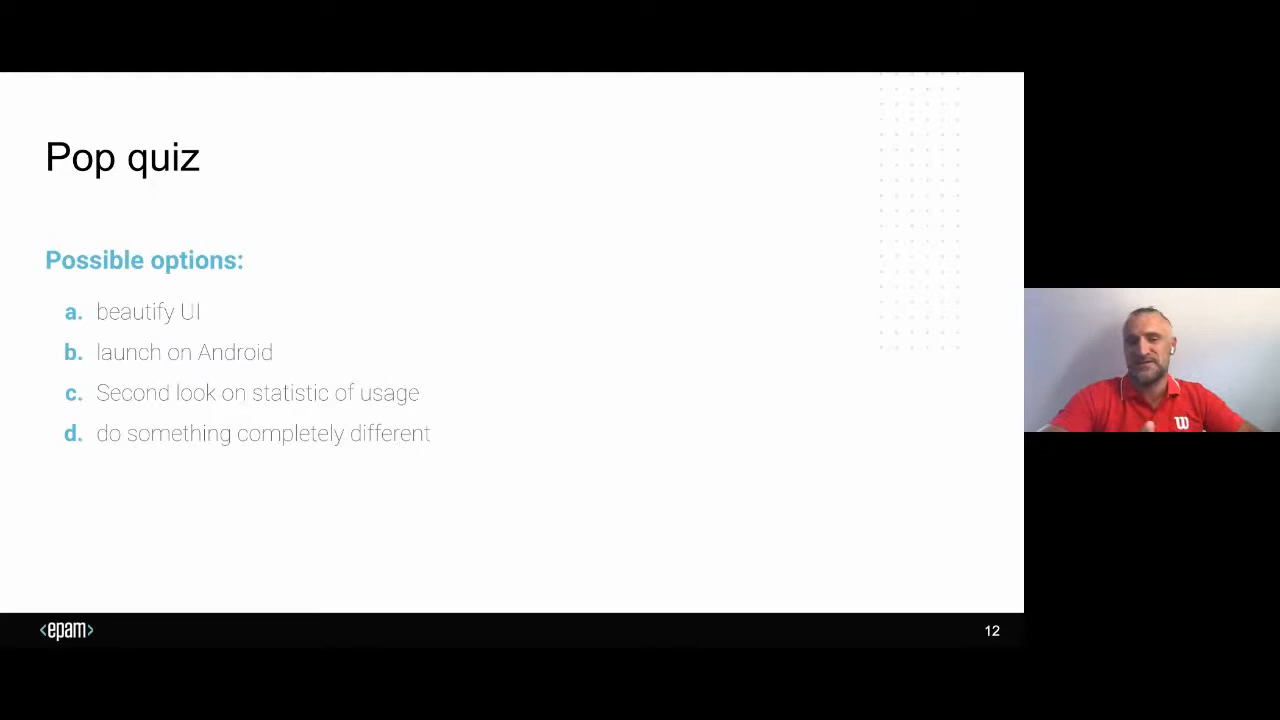 Pop quiz
Possible options:
a. beautify UI
b. launch on Android
c. Second look on statistic of usage
d. do something completely different
<epam>
12
W